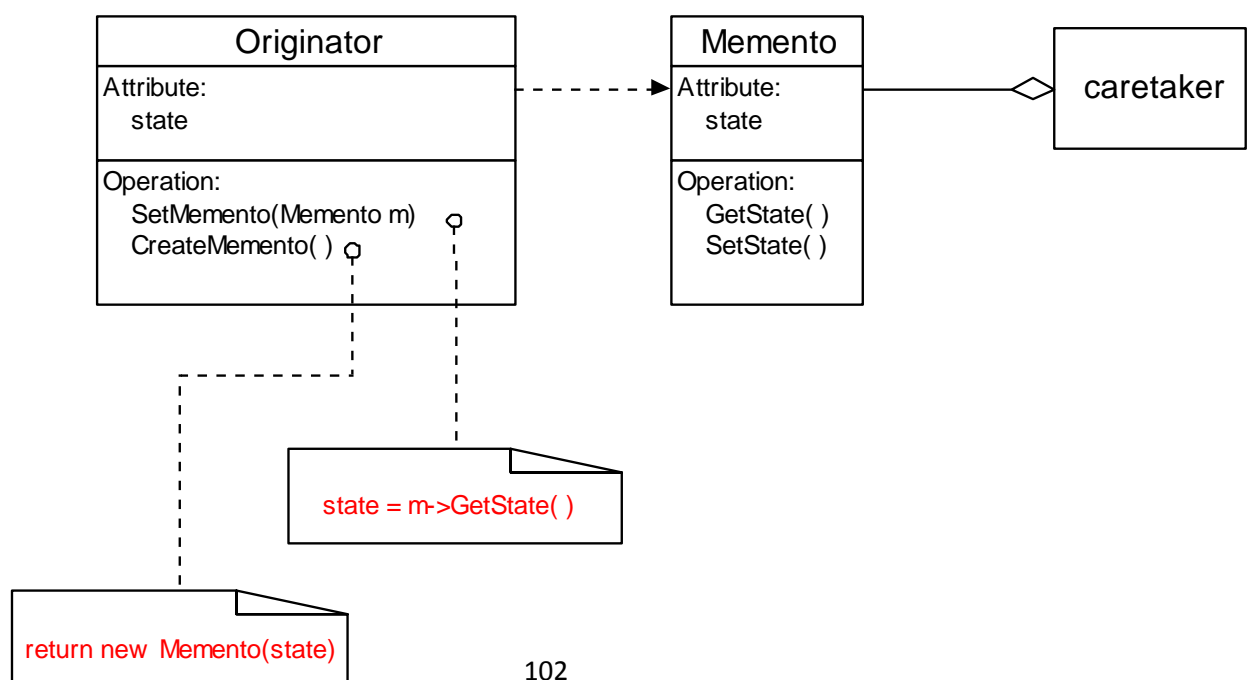 Originator
Attribute:
state
Operation:
SetMemento(Memento m)
CreateMemento( )
Memento
Attribute:
state
Operation:
GetState( )
SetState( )
caretaker
state = m->GetState( )
return new Memento(state)
102